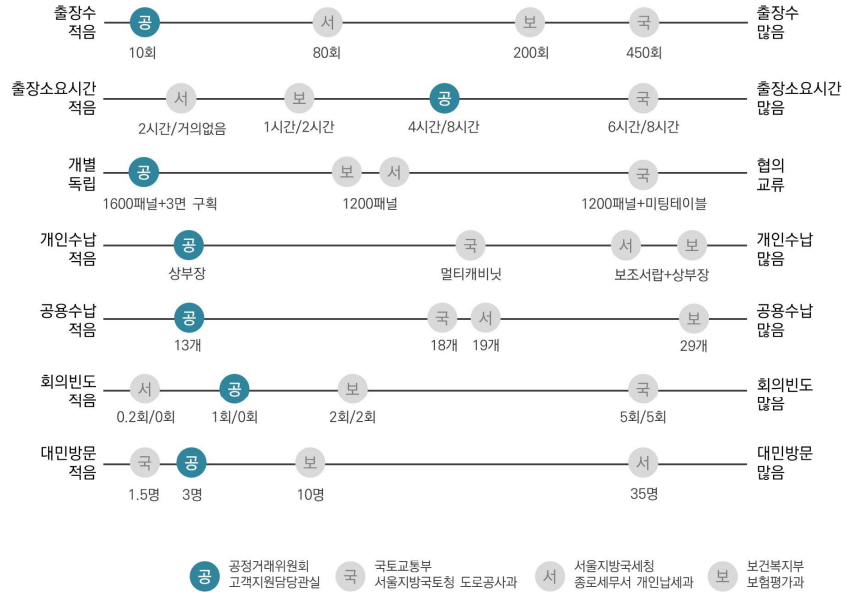 출장수
적음
공
서
보
국
출장수
많음
10회
80회
200회
450회
출장소요시간
적음
서
보
공
국
출장소요시간
많음
2시간/거의없음
1시간/2시간
4시간/8시간
6시간/8시간
개별
독립
공
보
서
국
협의
교류
1600패널+3면 구획
1200패널
1200패널+미팅테이블
개인수납
적음
공
국
서
보
개인수납
많음
상부장
멀티캐비닛
보조서랍+상부장
공용수납
적음
공
국
서
보
공용수납
많음
13개
18개
19개
29개
회의빈도
적음
서
공
보
국
회의빈도
많음
0.2회/0회
1회/0회
2회/2회
5회/5회
대민방문
적음
국
공
보
서
대민방문
많음
1.5명
3명
10명
35명
공
공정거래위원회
고객지원담당관실
국
국토교통부
서울지방국토청 도로공사과
서
서울지방국세청
종로세무서 개인납세과
보
보건복지부
보험평가과